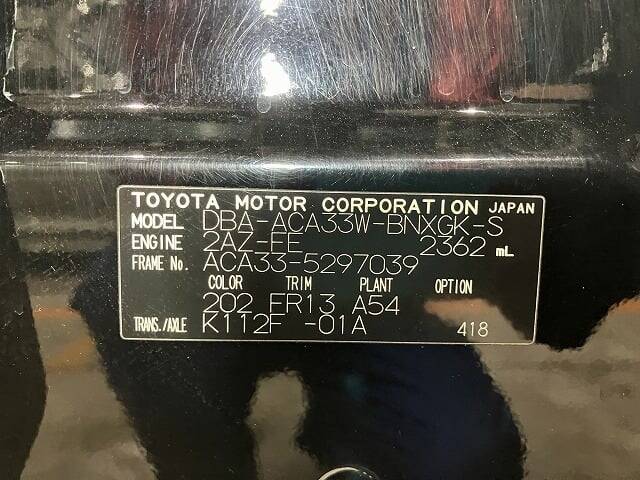 TOYOTA MOTOR CORPORATION JAPAN
MODEL DBA-ACA33W-BNXGK-S
ENGINE 2AZ-FE 2362 mL
FRAME No. ACA33-5297039
COLOR TRIM PLANT OPTION
202 FR13 A54
TRANS./AXLE K112F -01A 418